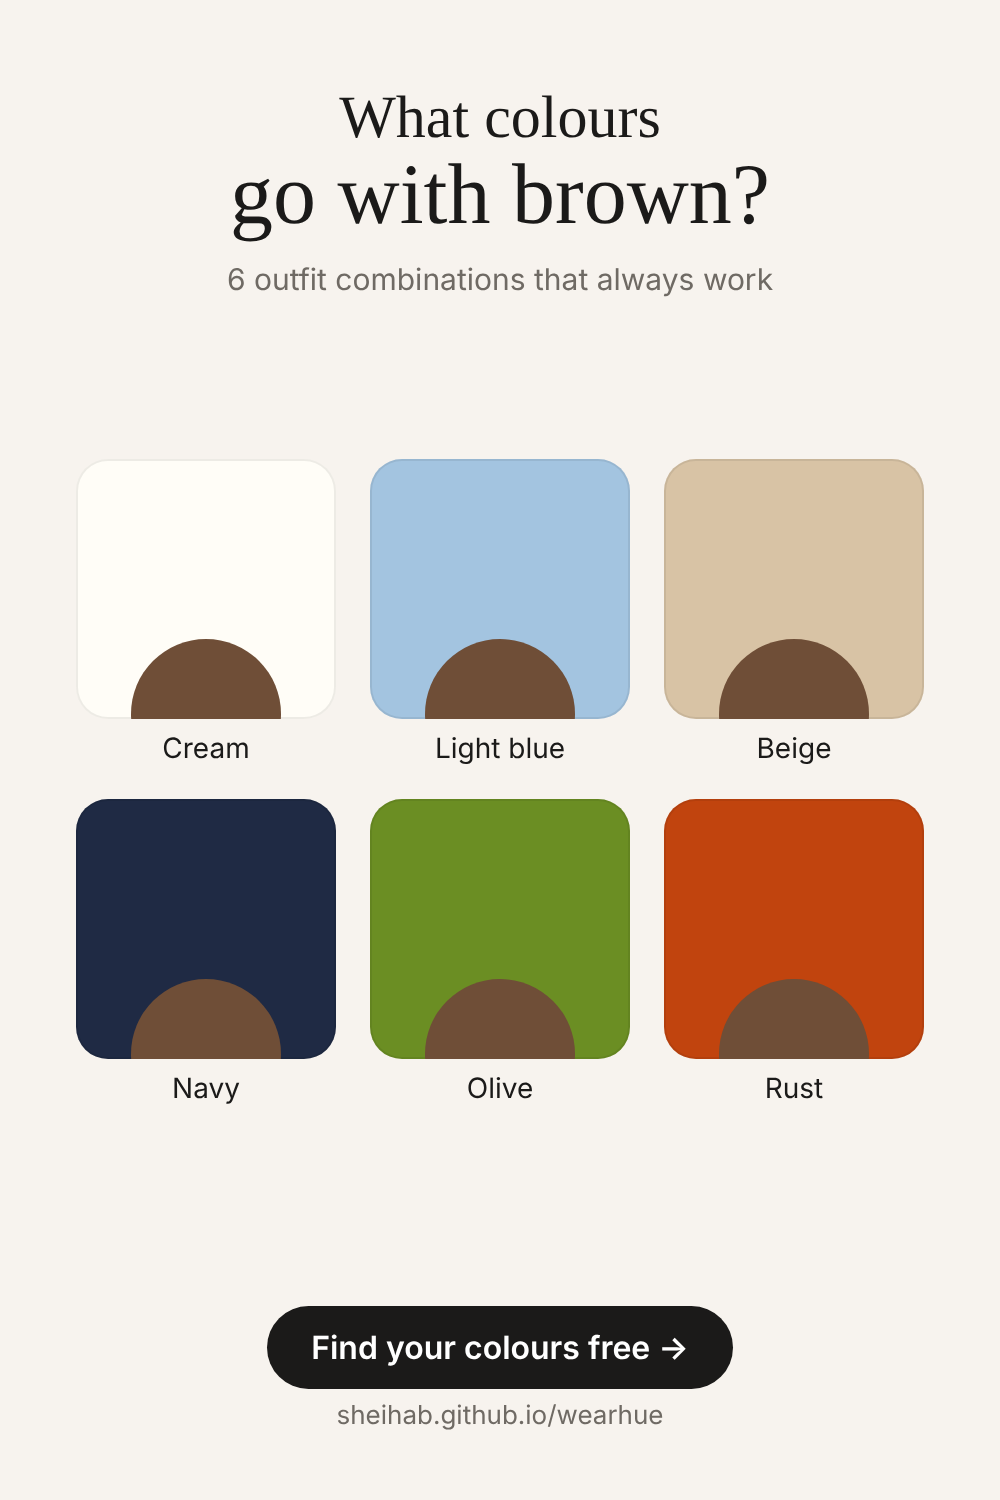 What colours
go with brown?
6 outfit combinations that always work
Cream
Light blue
Beige
Navy
Olive
Rust
Find your colours free →
sheihab.github.io/wearhue